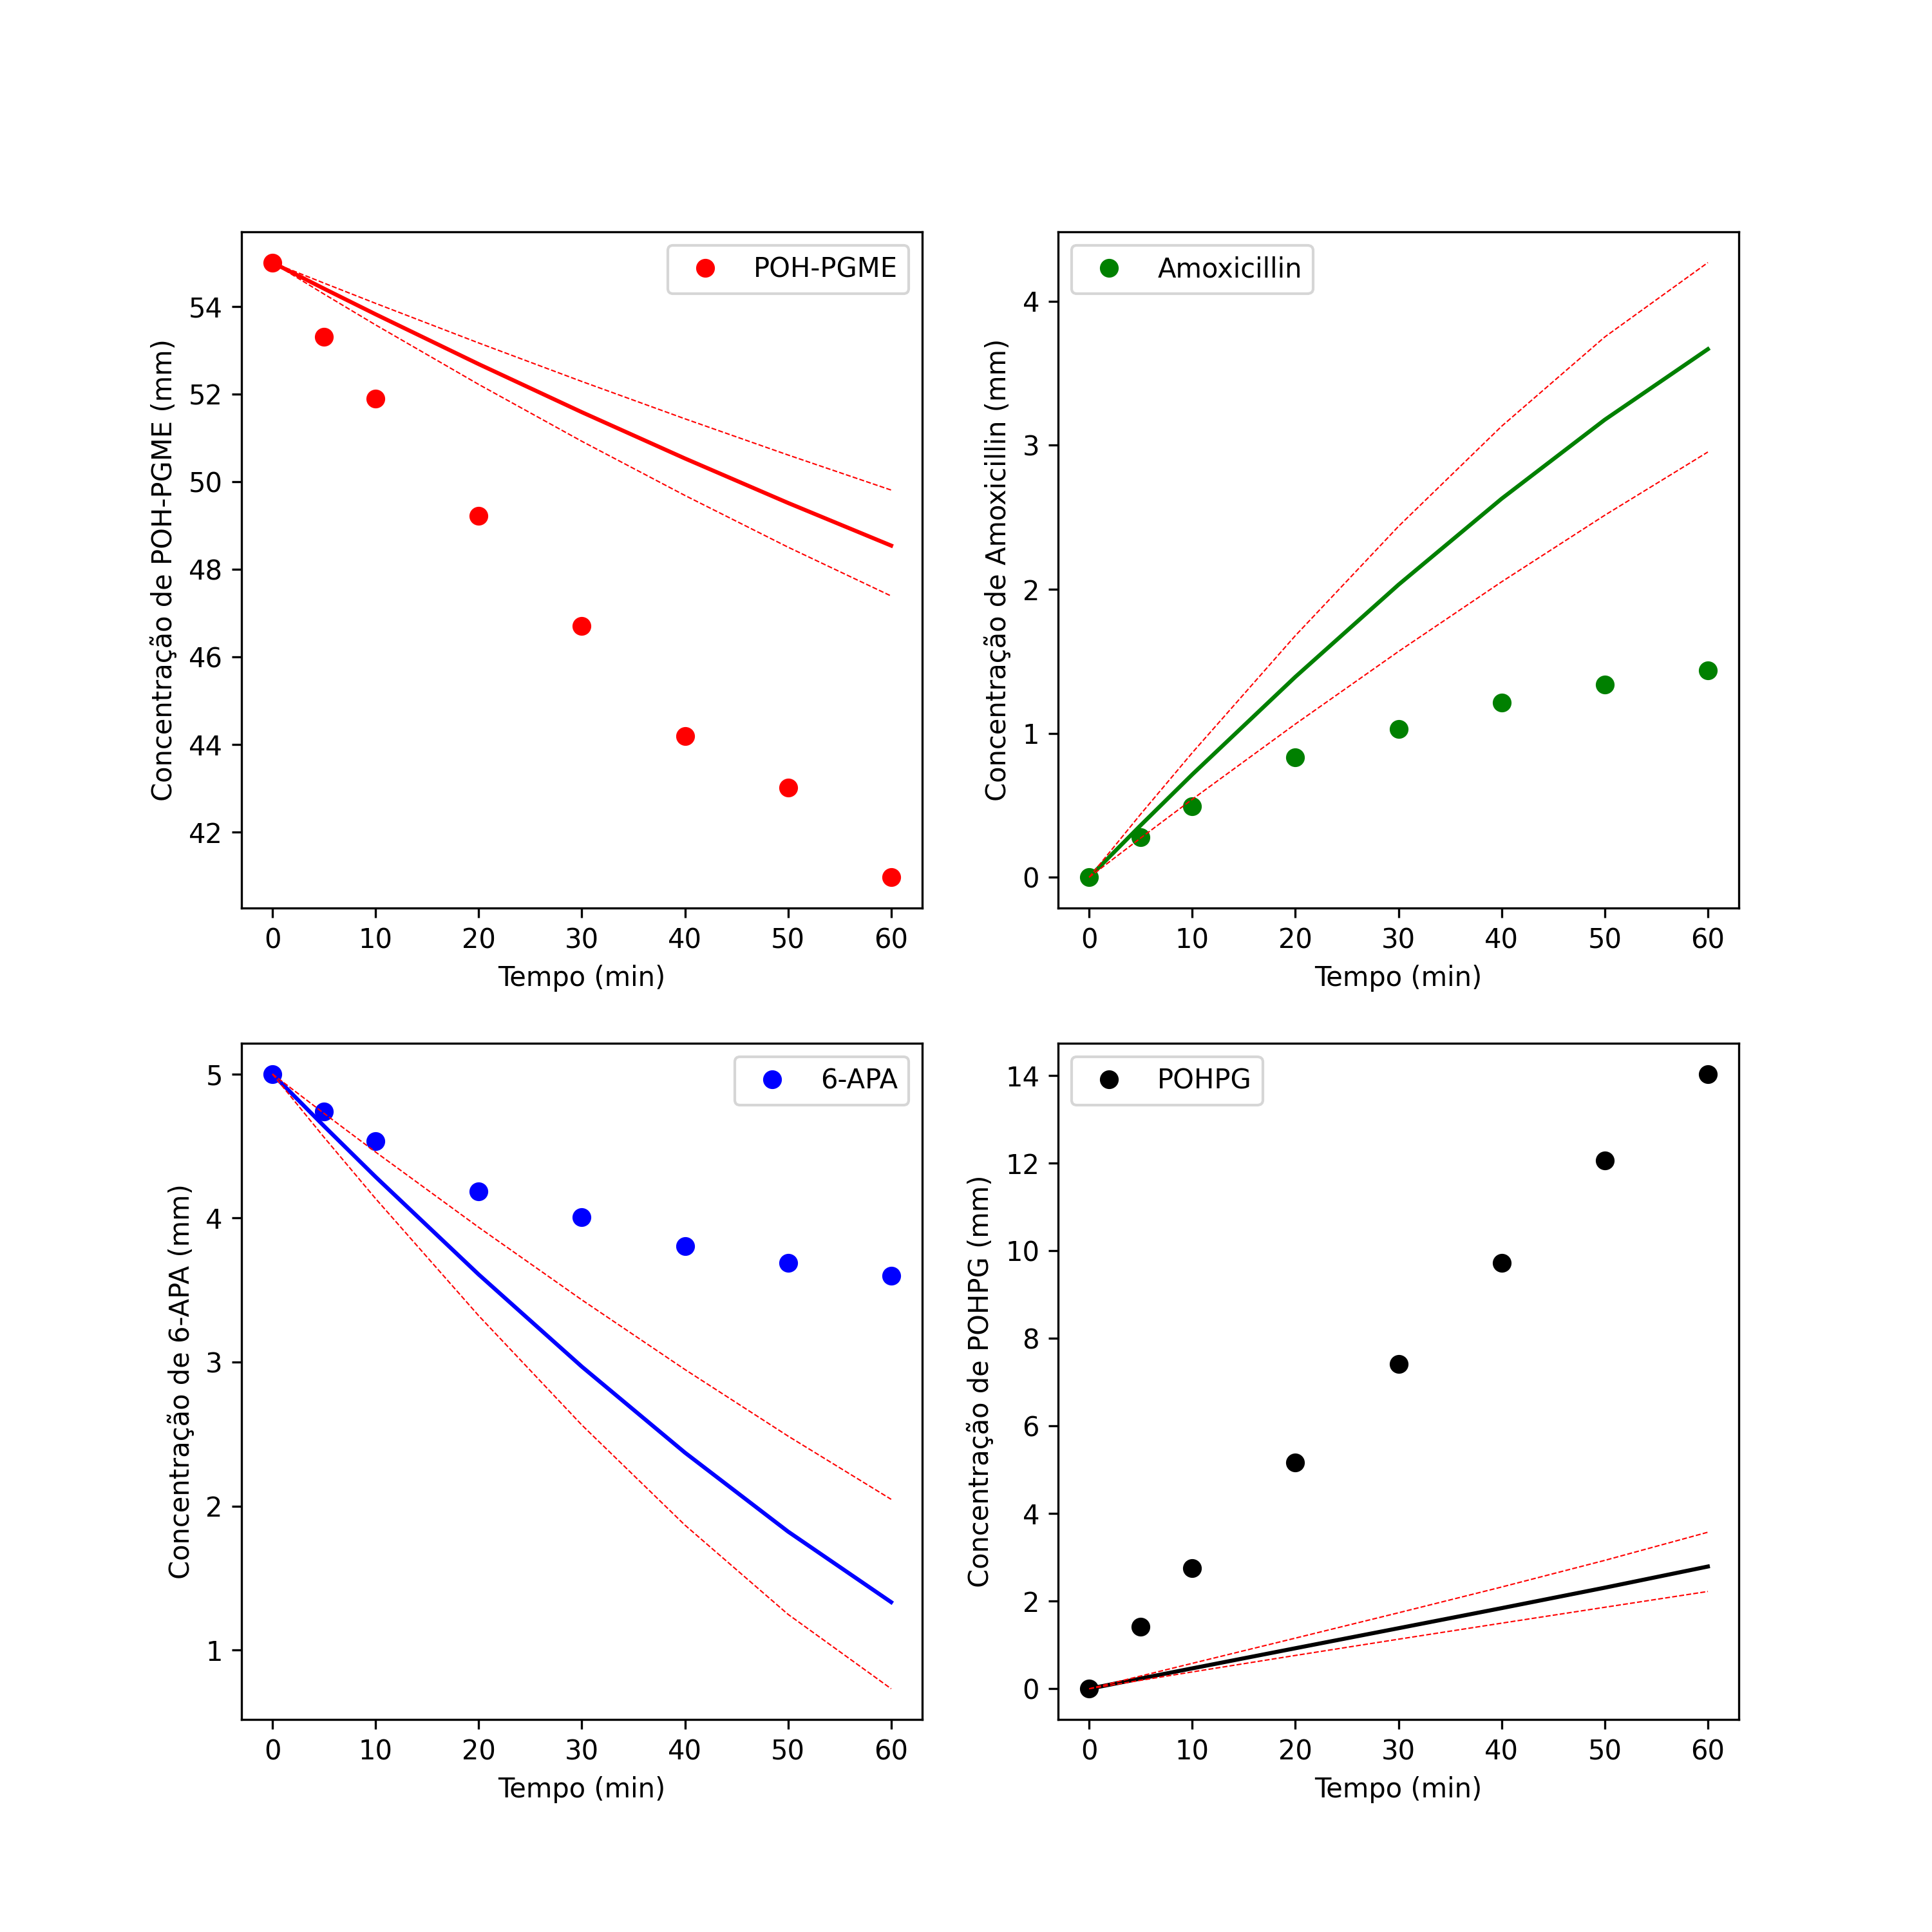 POH-PGME
Concentração de POH-PGME (mm)
54
52
50
48
46
44
42
0 10 20 30 40 50 60
Tempo (min)
Amoxicillin
Concentração de Amoxicillin (mm)
4
3
2
1
0
0 10 20 30 40 50 60
Tempo (min)
6-APA
Concentração de 6-APA (mm)
5
4
3
2
1
0 10 20 30 40 50 60
Tempo (min)
POHPG
Concentração de POHPG (mm)
14
12
10
8
6
4
2
0
0 10 20 30 40 50 60
Tempo (min)